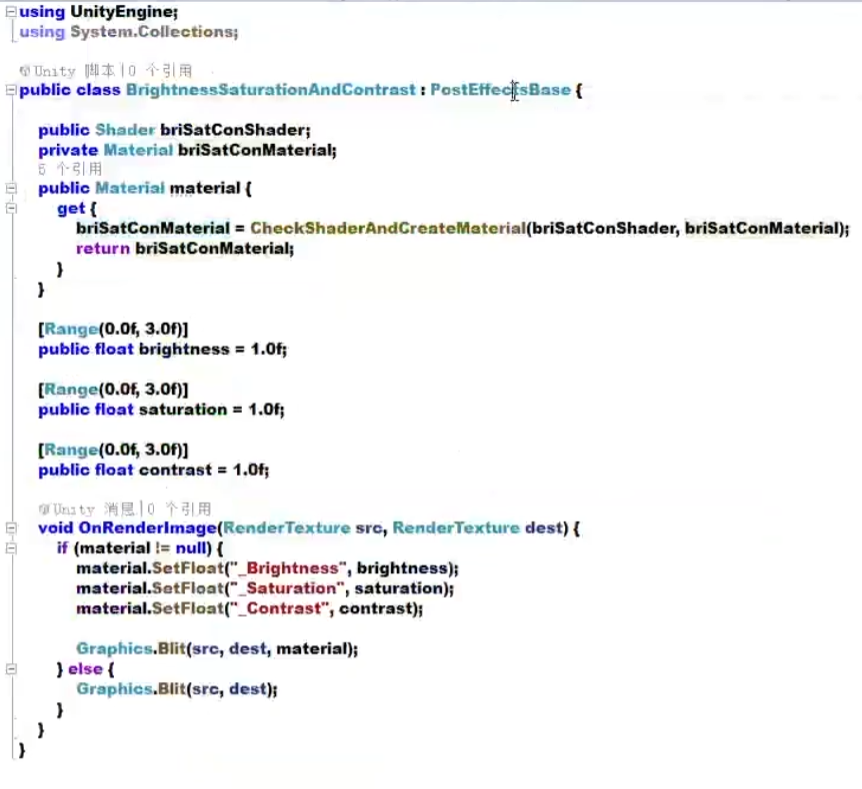 using UnityEngine;
using System.Collections;
Unity 脚本|0 个引用
public class BrightnessSaturationAndContrast : PostEffectsBase {
public Shader briSatConShader;
private Material briSatConMaterial;
5 个引用
public Material material {
get {
briSatConMaterial = CheckShaderAndCreateMaterial(briSatConShader, briSatConMaterial);
return briSatConMaterial;
}
}
[Range(0.0f, 3.0f)]
public float brightness = 1.0f;
[Range(0.0f, 3.0f)]
public float saturation = 1.0f;
[Range(0.0f, 3.0f)]
public float contrast = 1.0f;
Unity 消息|0 个引用
void OnRenderImage(RenderTexture src, RenderTexture dest) {
if (material != null) {
material.SetFloat("_Brightness", brightness);
material.SetFloat("_Saturation", saturation);
material.SetFloat("_Contrast", contrast);
Graphics.Blit(src, dest, material);
} else {
Graphics.Blit(src, dest);
}
}
}